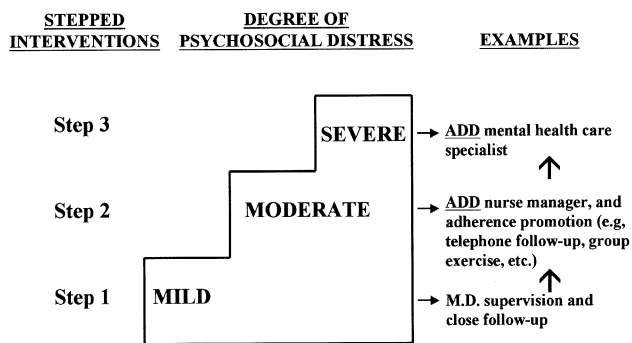 STEPPED
INTERVENTIONS
DEGREE OF
PSYCHOSOCIAL DISTRESS
EXAMPLES
Step 3
SEVERE
ADD mental health care
specialist
Step 2
MODERATE
ADD nurse manager, and
adherence promotion (e.g,
telephone follow-up, group
exercise, etc.)
Step 1
MILD
M.D. supervision and
close follow-up